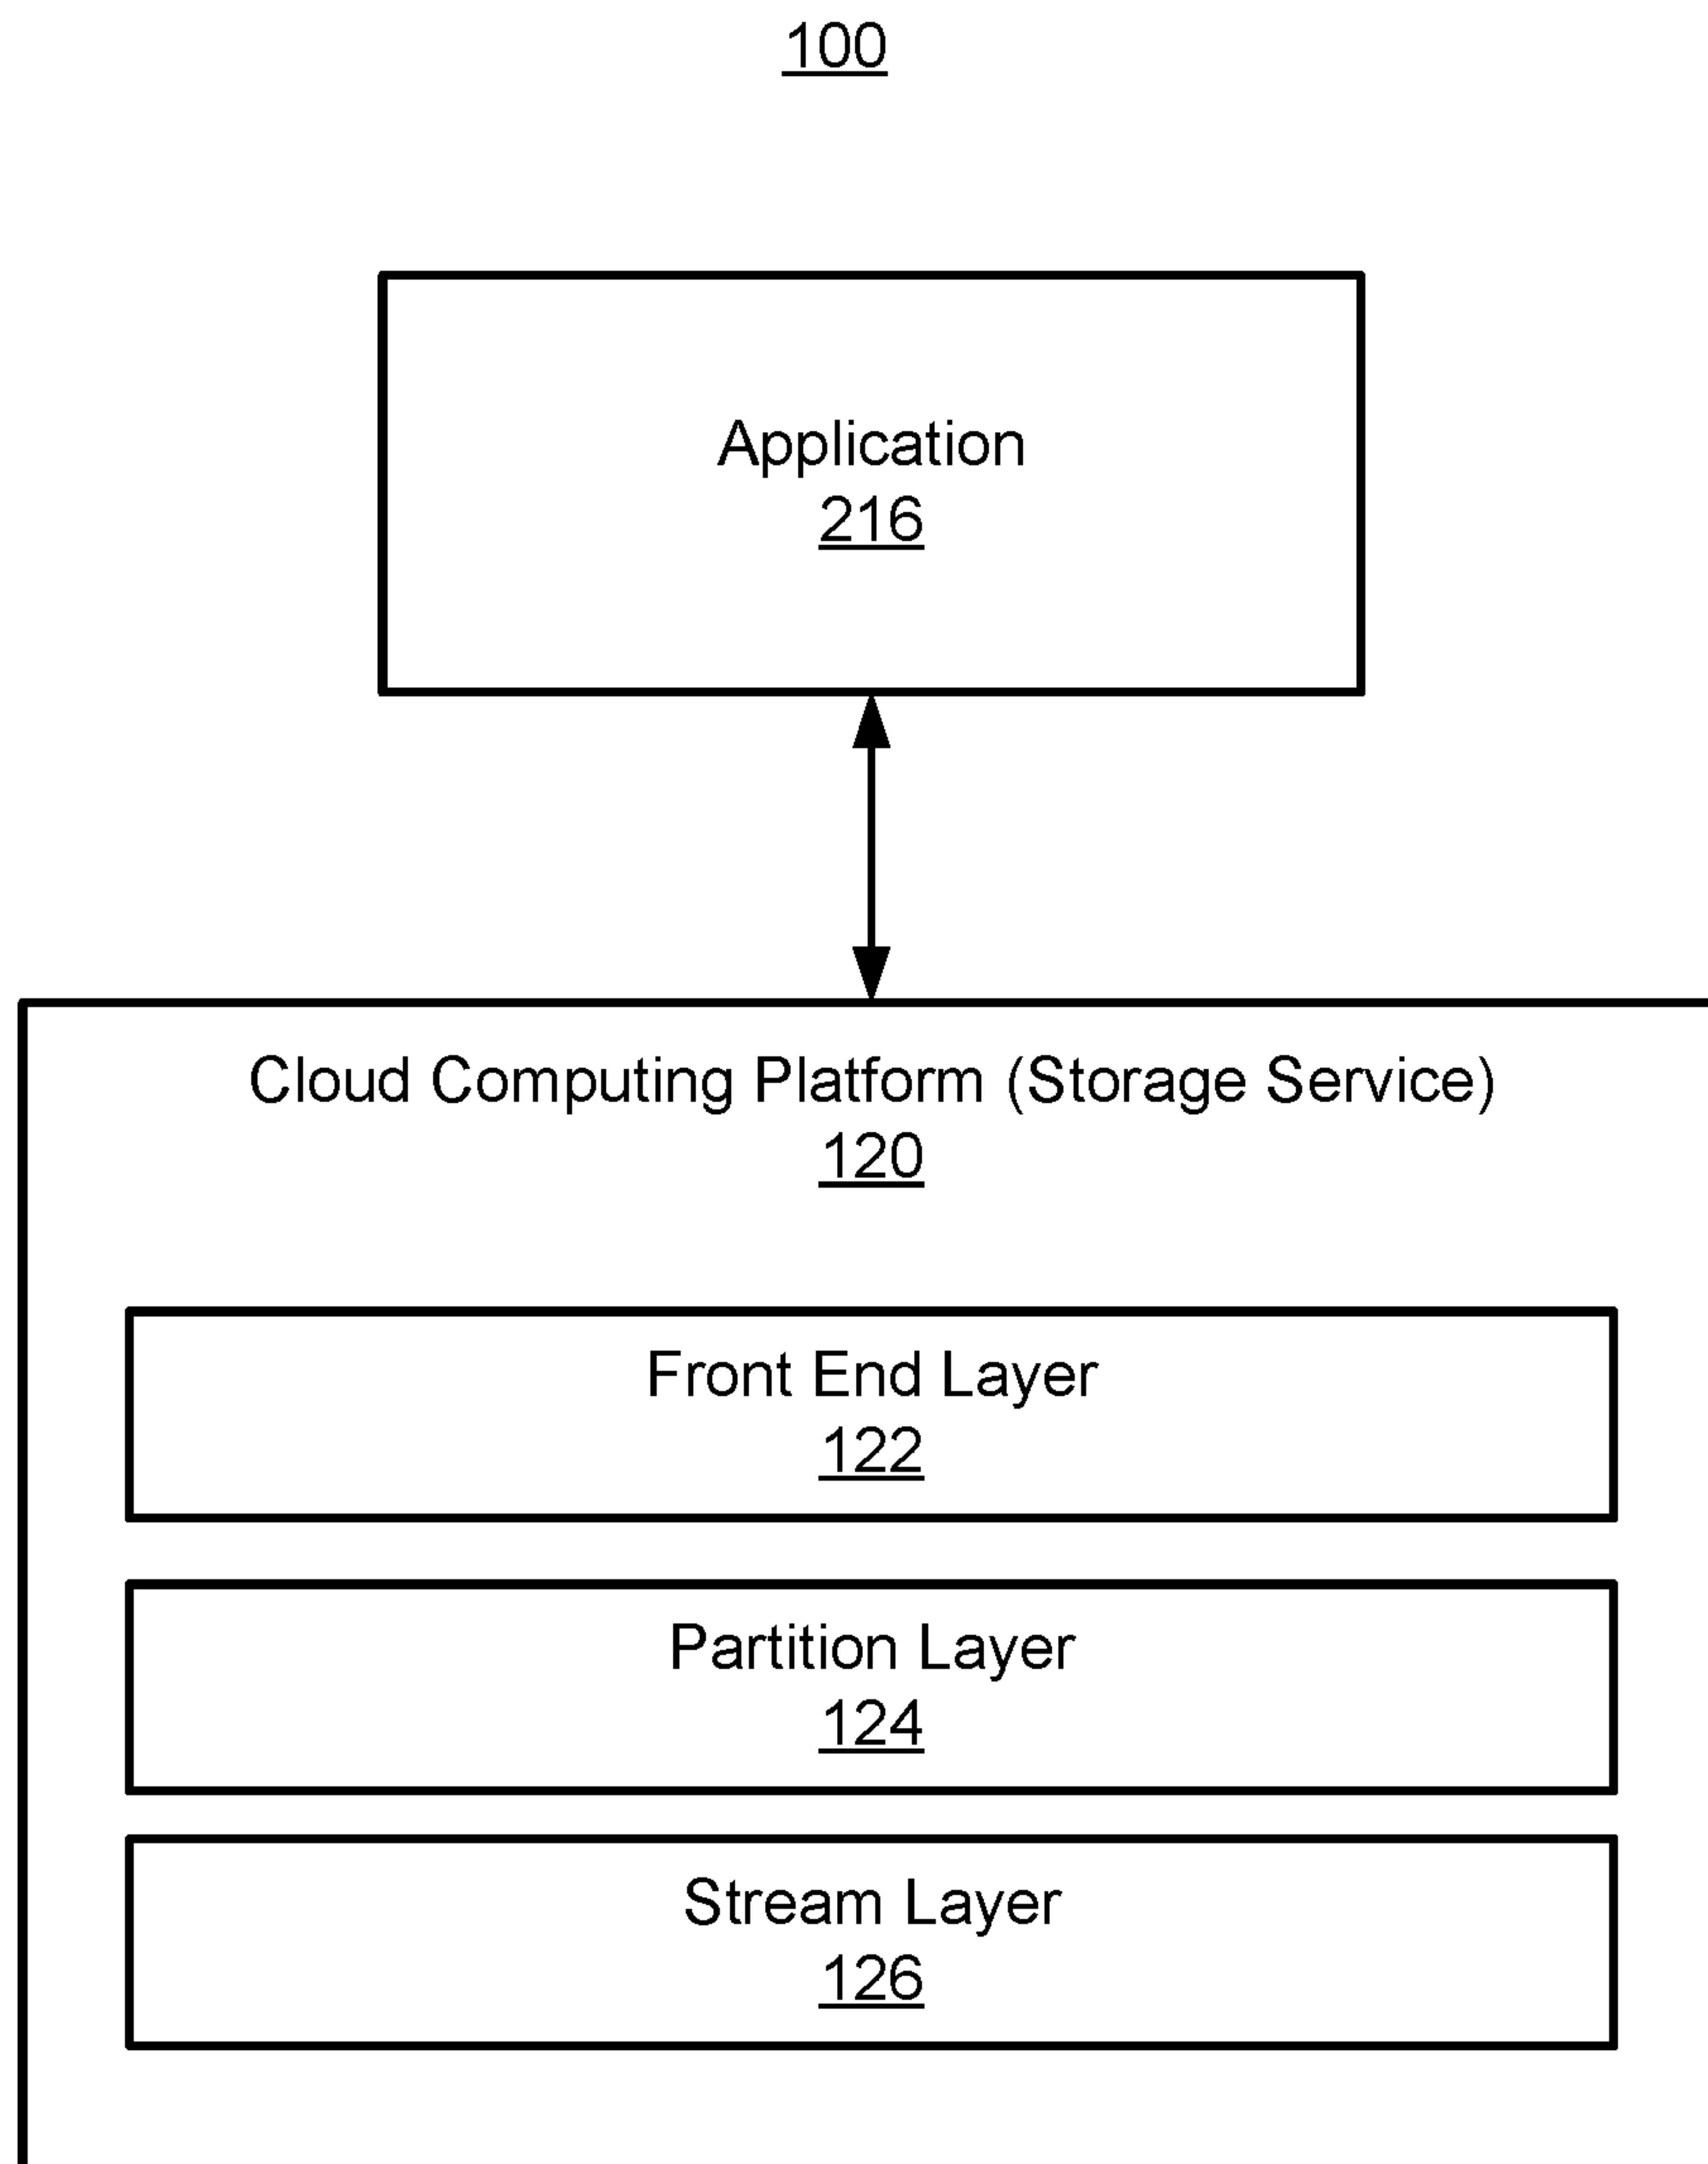 100
Application
216
Cloud Computing Platform (Storage Service)
120
Front End Layer
122
Partition Layer
124
Stream Layer
126